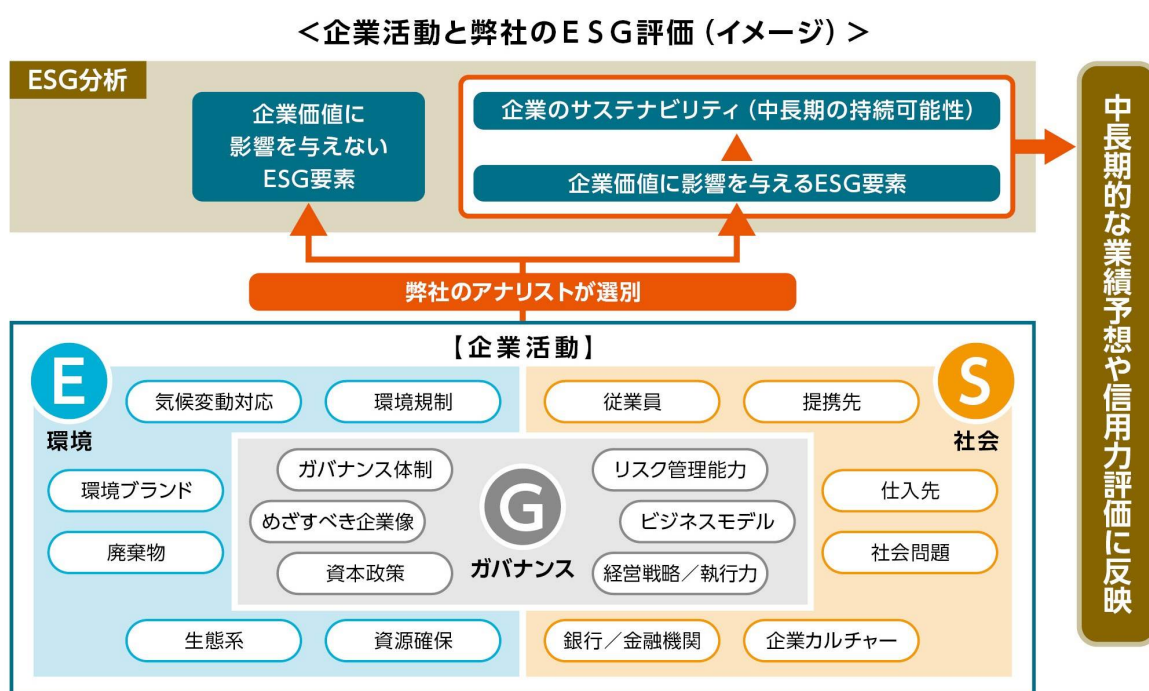 ＜企業活動と弊社のESG評価（イメージ）＞
ESG分析
企業価値に
影響を与えない
ESG要素
企業のサステナビリティ（中長期の持続可能性）
企業価値に影響を与えるESG要素
中長期的な業績予想や信用力評価に反映
弊社のアナリストが選別
【企業活動】
E
環境
S
社会
気候変動対応
環境規制
従業員
提携先
環境ブランド
廃棄物
ガバナンス体制
めざすべき企業像
資本政策
G
ガバナンス
リスク管理能力
ビジネスモデル
経営戦略／執行力
仕入先
社会問題
生態系
資源確保
銀行／金融機関
企業カルチャー